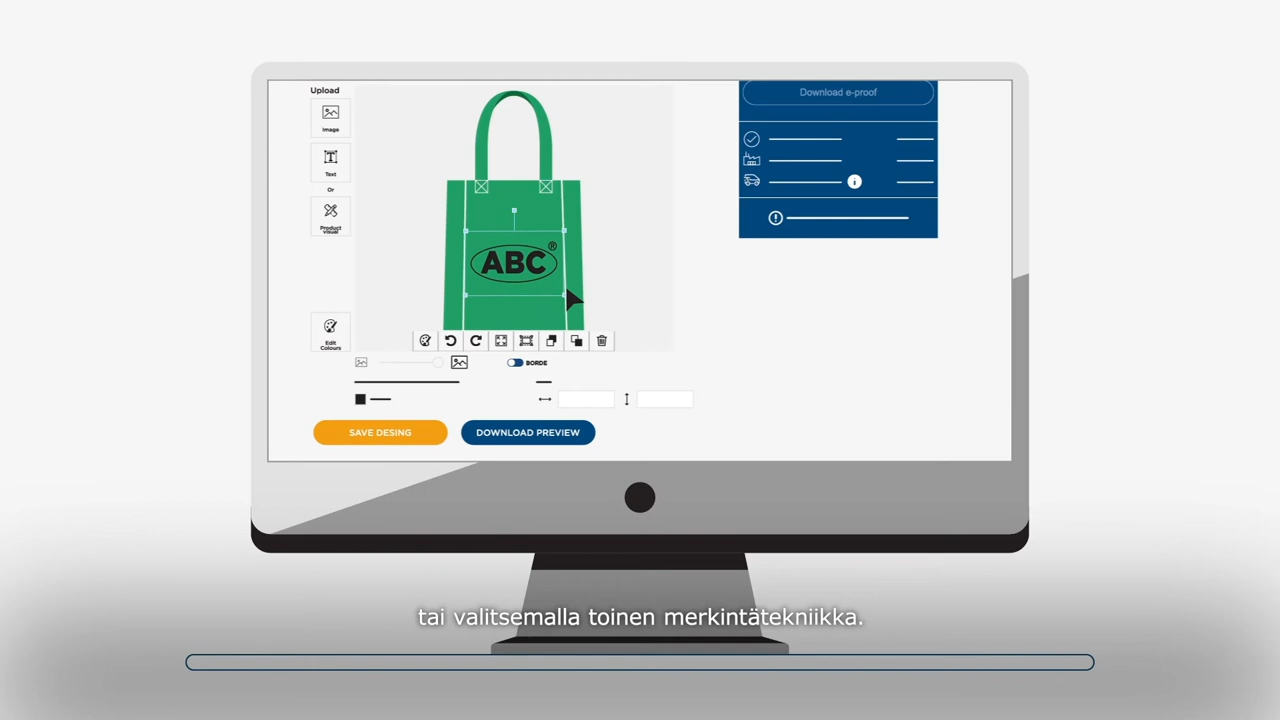 Upload
Download e-proof
Image
Text
Or
Product
visual
ABC®
Edit
Colours
BORDE
SAVE DESING
DOWNLOAD PREVIEW
tai valitsemalla toinen merkintätekniikka.